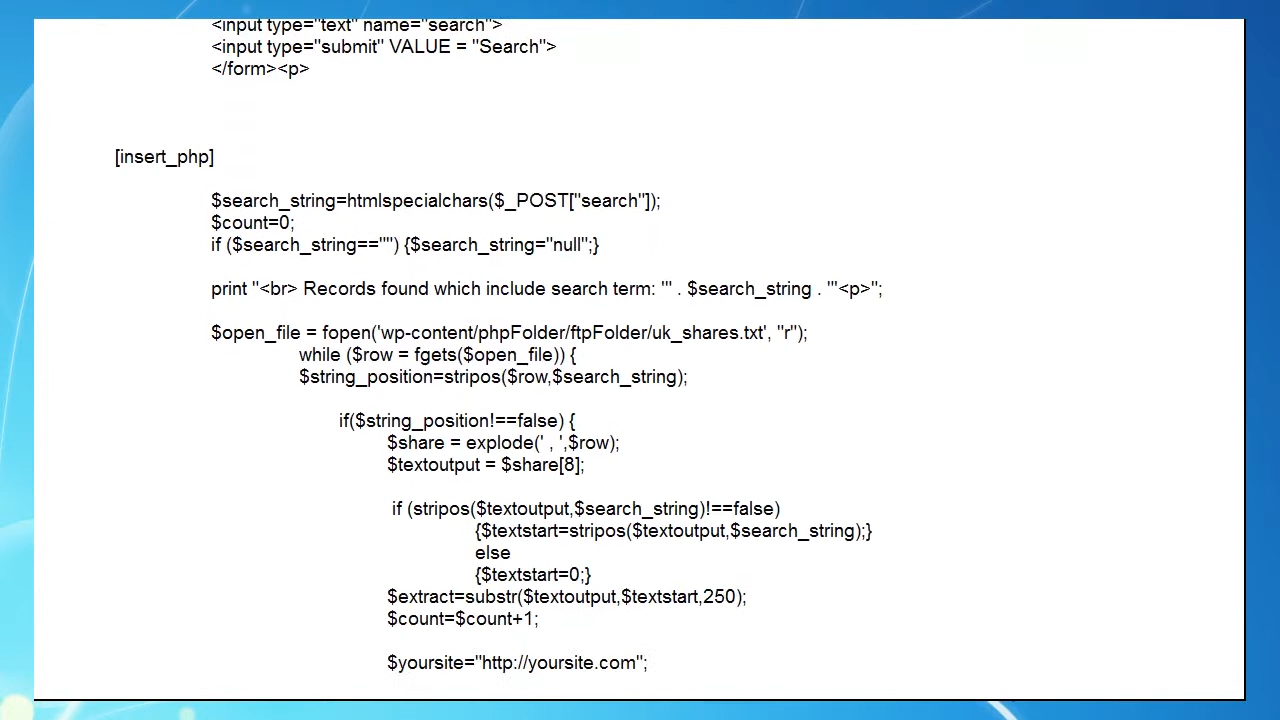 <input type="text" name="search">
<input type="submit" VALUE = "Search">
</form><p>
[insert_php]
$search_string=htmlspecialchars($_POST["search"]);
$count=0;
if ($search_string=="") {$search_string="null";}
print "<br> Records found which include search term: '" . $search_string . "'<p>";
$open_file = fopen('wp-content/phpFolder/ftpFolder/uk_shares.txt', "r");
while ($row = fgets($open_file)) {
$string_position=stripos($row,$search_string);
if($string_position!==false) {
$share = explode(' , ',$row);
$textoutput = $share[8];
if (stripos($textoutput,$search_string)!==false)
{$textstart=stripos($textoutput,$search_string);}
else
{$textstart=0;}
$extract=substr($textoutput,$textstart,250);
$count=$count+1;
$yoursite="http://yoursite.com";